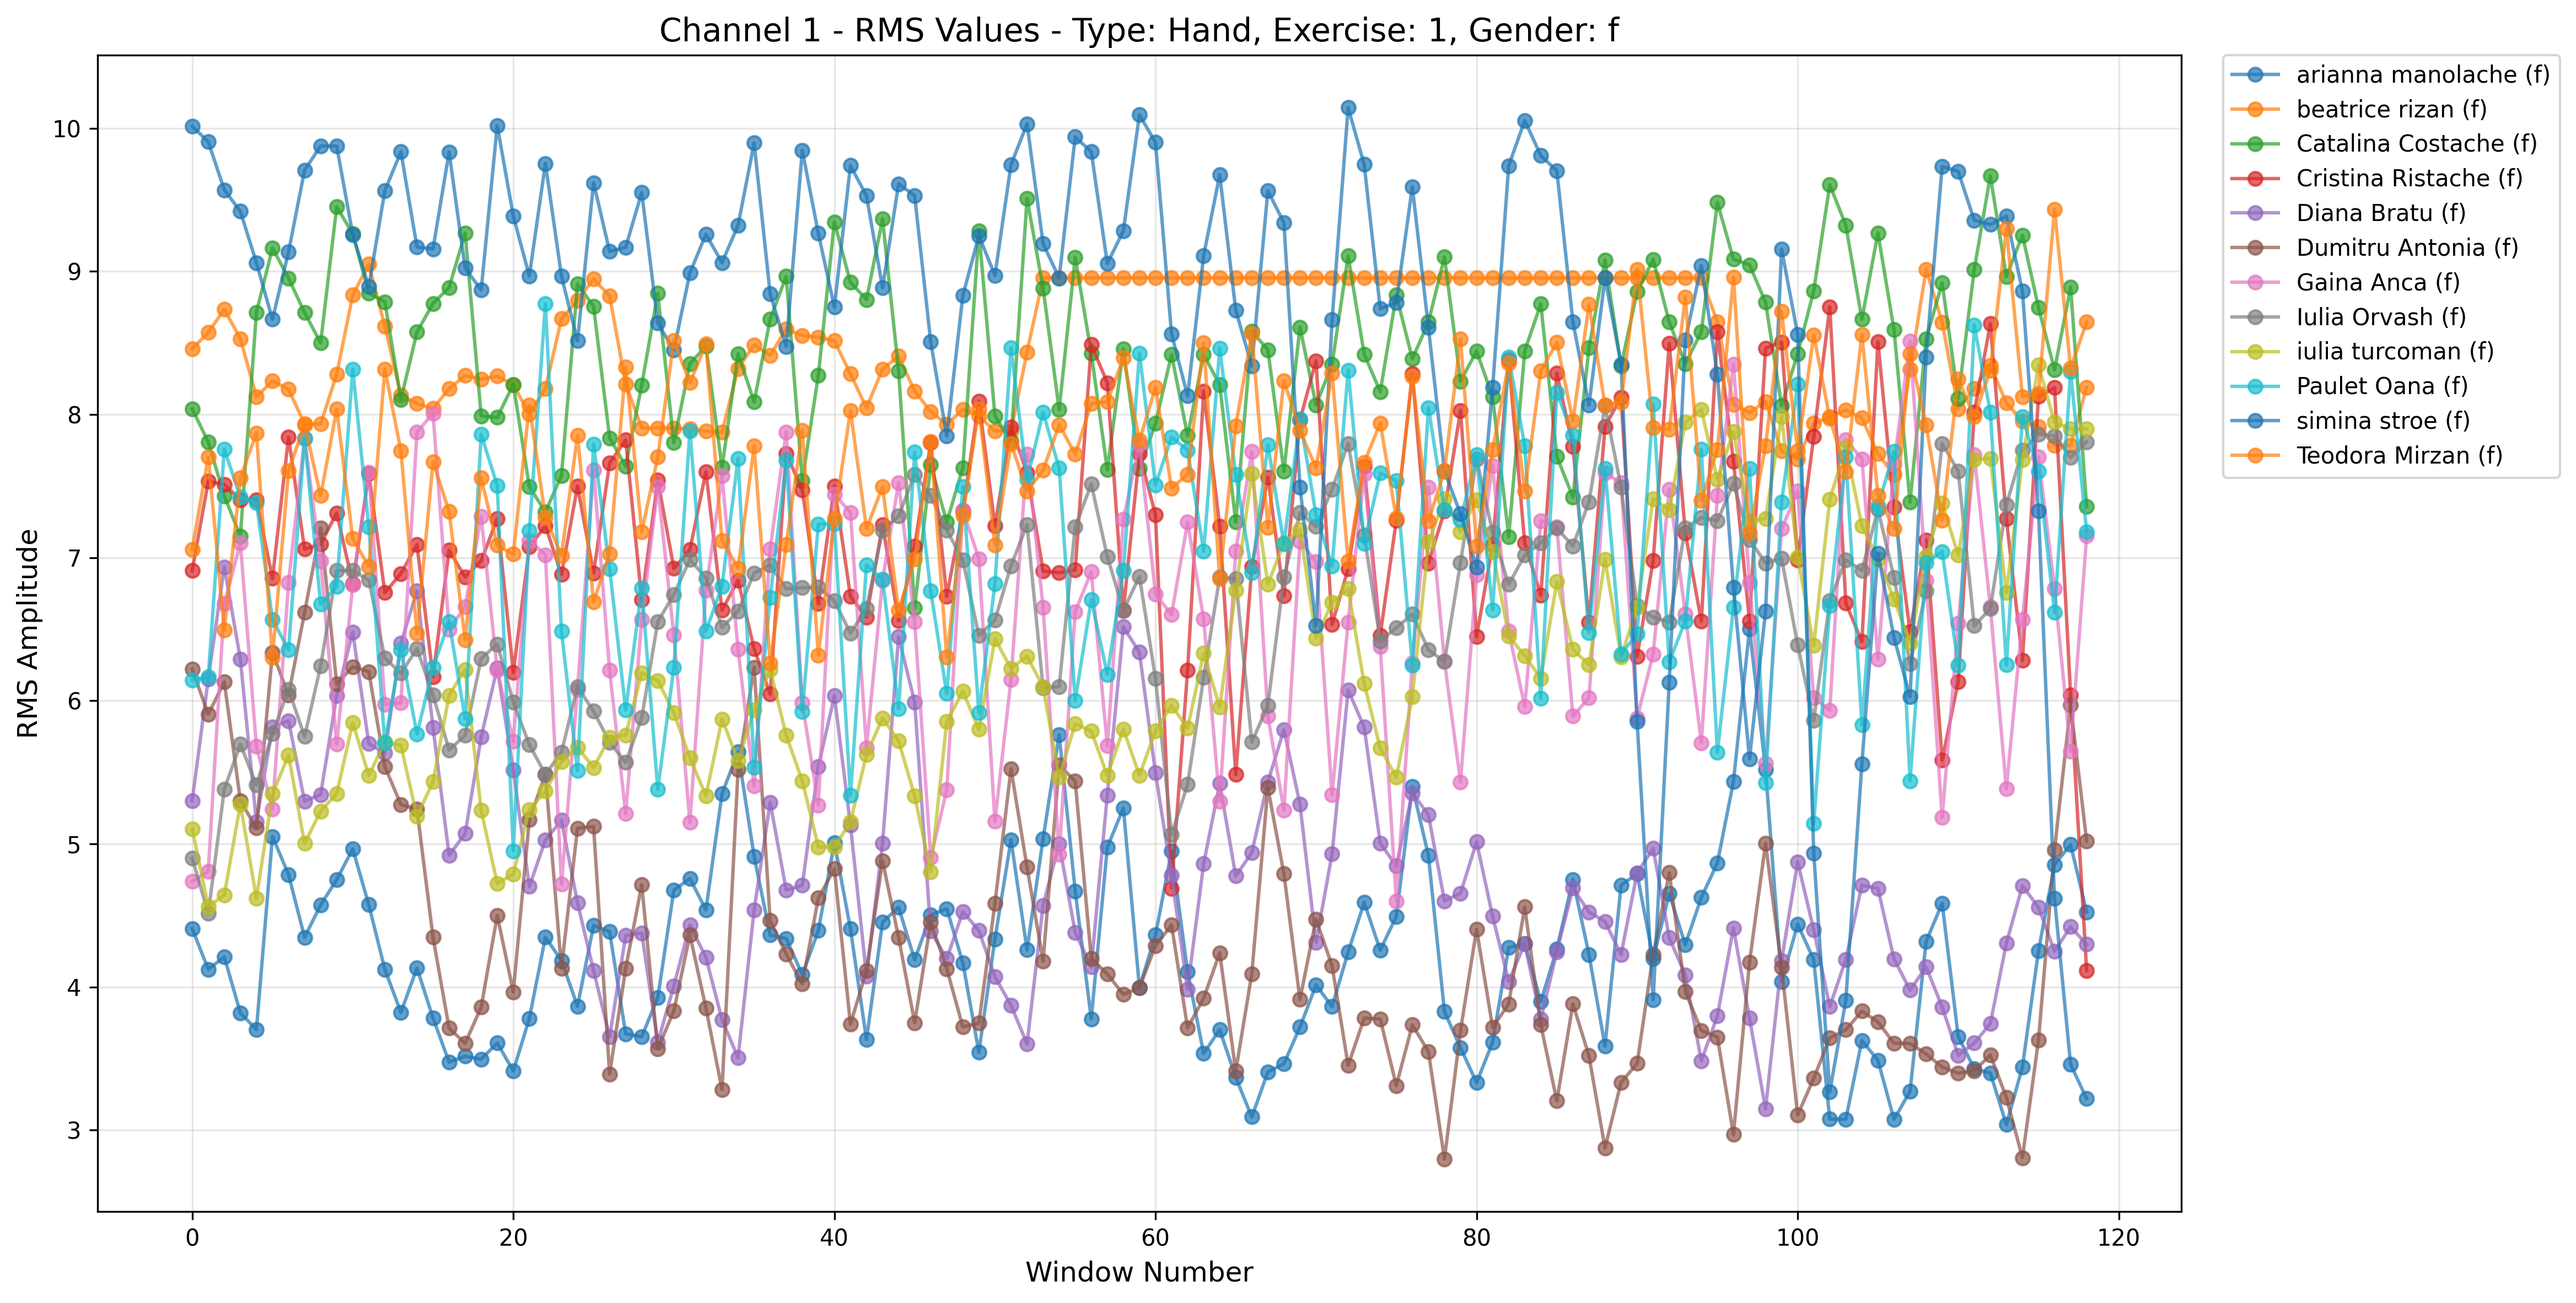 Channel 1 - RMS Values - Type: Hand, Exercise: 1, Gender: f
arianna manolache (f)
beatrice rizan (f)
Catalina Costache (f)
Cristina Ristache (f)
Diana Bratu (f)
Dumitru Antonia (f)
Gaina Anca (f)
Iulia Orvash (f)
iulia turcoman (f)
Paulet Oana (f)
simina stroe (f)
Teodora Mirzan (f)
RMS Amplitude
10
9
8
7
6
5
4
3
0 20 40 60 80 100 120
Window Number